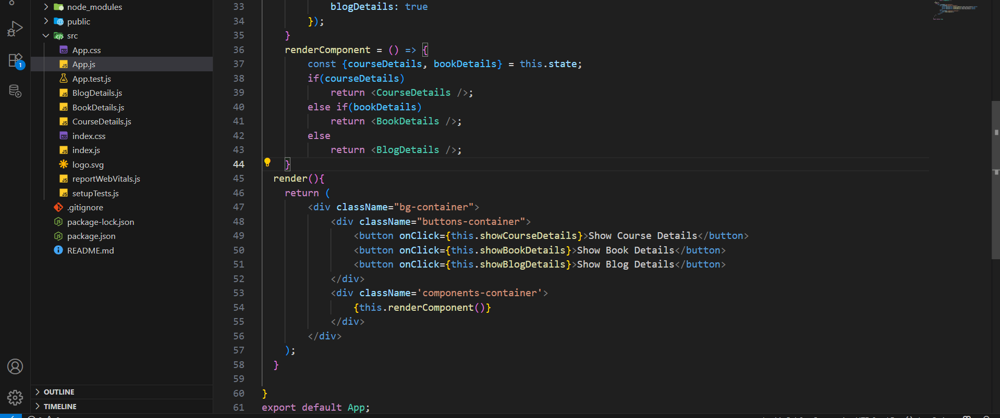 node_modules
public
src
App.css
App.js
App.test.js
BlogDetails.js
BookDetails.js
CourseDetails.js
index.css
index.js
logo.svg
reportWebVitals.js
setupTests.js
.gitignore
package-lock.json
package.json
README.md
OUTLINE
TIMELINE
1
33 blogDetails: true
34 });
35 }
36 renderComponent = () => {
37 const {courseDetails, bookDetails} = this.state;
38 if(courseDetails)
39 return <CourseDetails />;
40 else if(bookDetails)
41 return <BookDetails />;
42 else
43 return <BlogDetails />;
44 }
45 render(){
46 return (
47 <div className="bg-container">
48 <div className="buttons-container">
49 <button onClick={this.showCourseDetails}>Show Course Details</button>
50 <button onClick={this.showBookDetails}>Show Book Details</button>
51 <button onClick={this.showBlogDetails}>Show Blog Details</button>
52 </div>
53 <div className='components-container'>
54 {this.renderComponent()}
55 </div>
56 </div>
57 );
58 }
59
60 }
61 export default App;